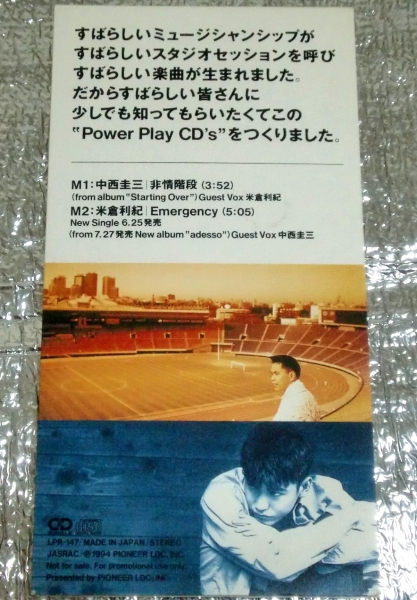 すばらしいミュージシャンシップが
すばらしいスタジオセッションを呼び
すばらしい楽曲が生まれました。
だからすばらしい皆さんに
少しでも知ってもらいたくてこの
“Power Play CD's”をつくりました。
M1:中西圭三|非情階段(3:52)
(from album"Starting Over")Guest Vox 米倉利紀
M2:米倉利紀|Emergency(5:05)
New Single 6.25発売
(from 7.27発売 New album "adesso")Guest Vox 中西圭三
LPR-147/MADE IN JAPAN/STEREO
JASRAC. ℗1994 PIONEER LDC, INC.
Not for sale. For promotional use only.
Presented by PIONEER LDC, INC.